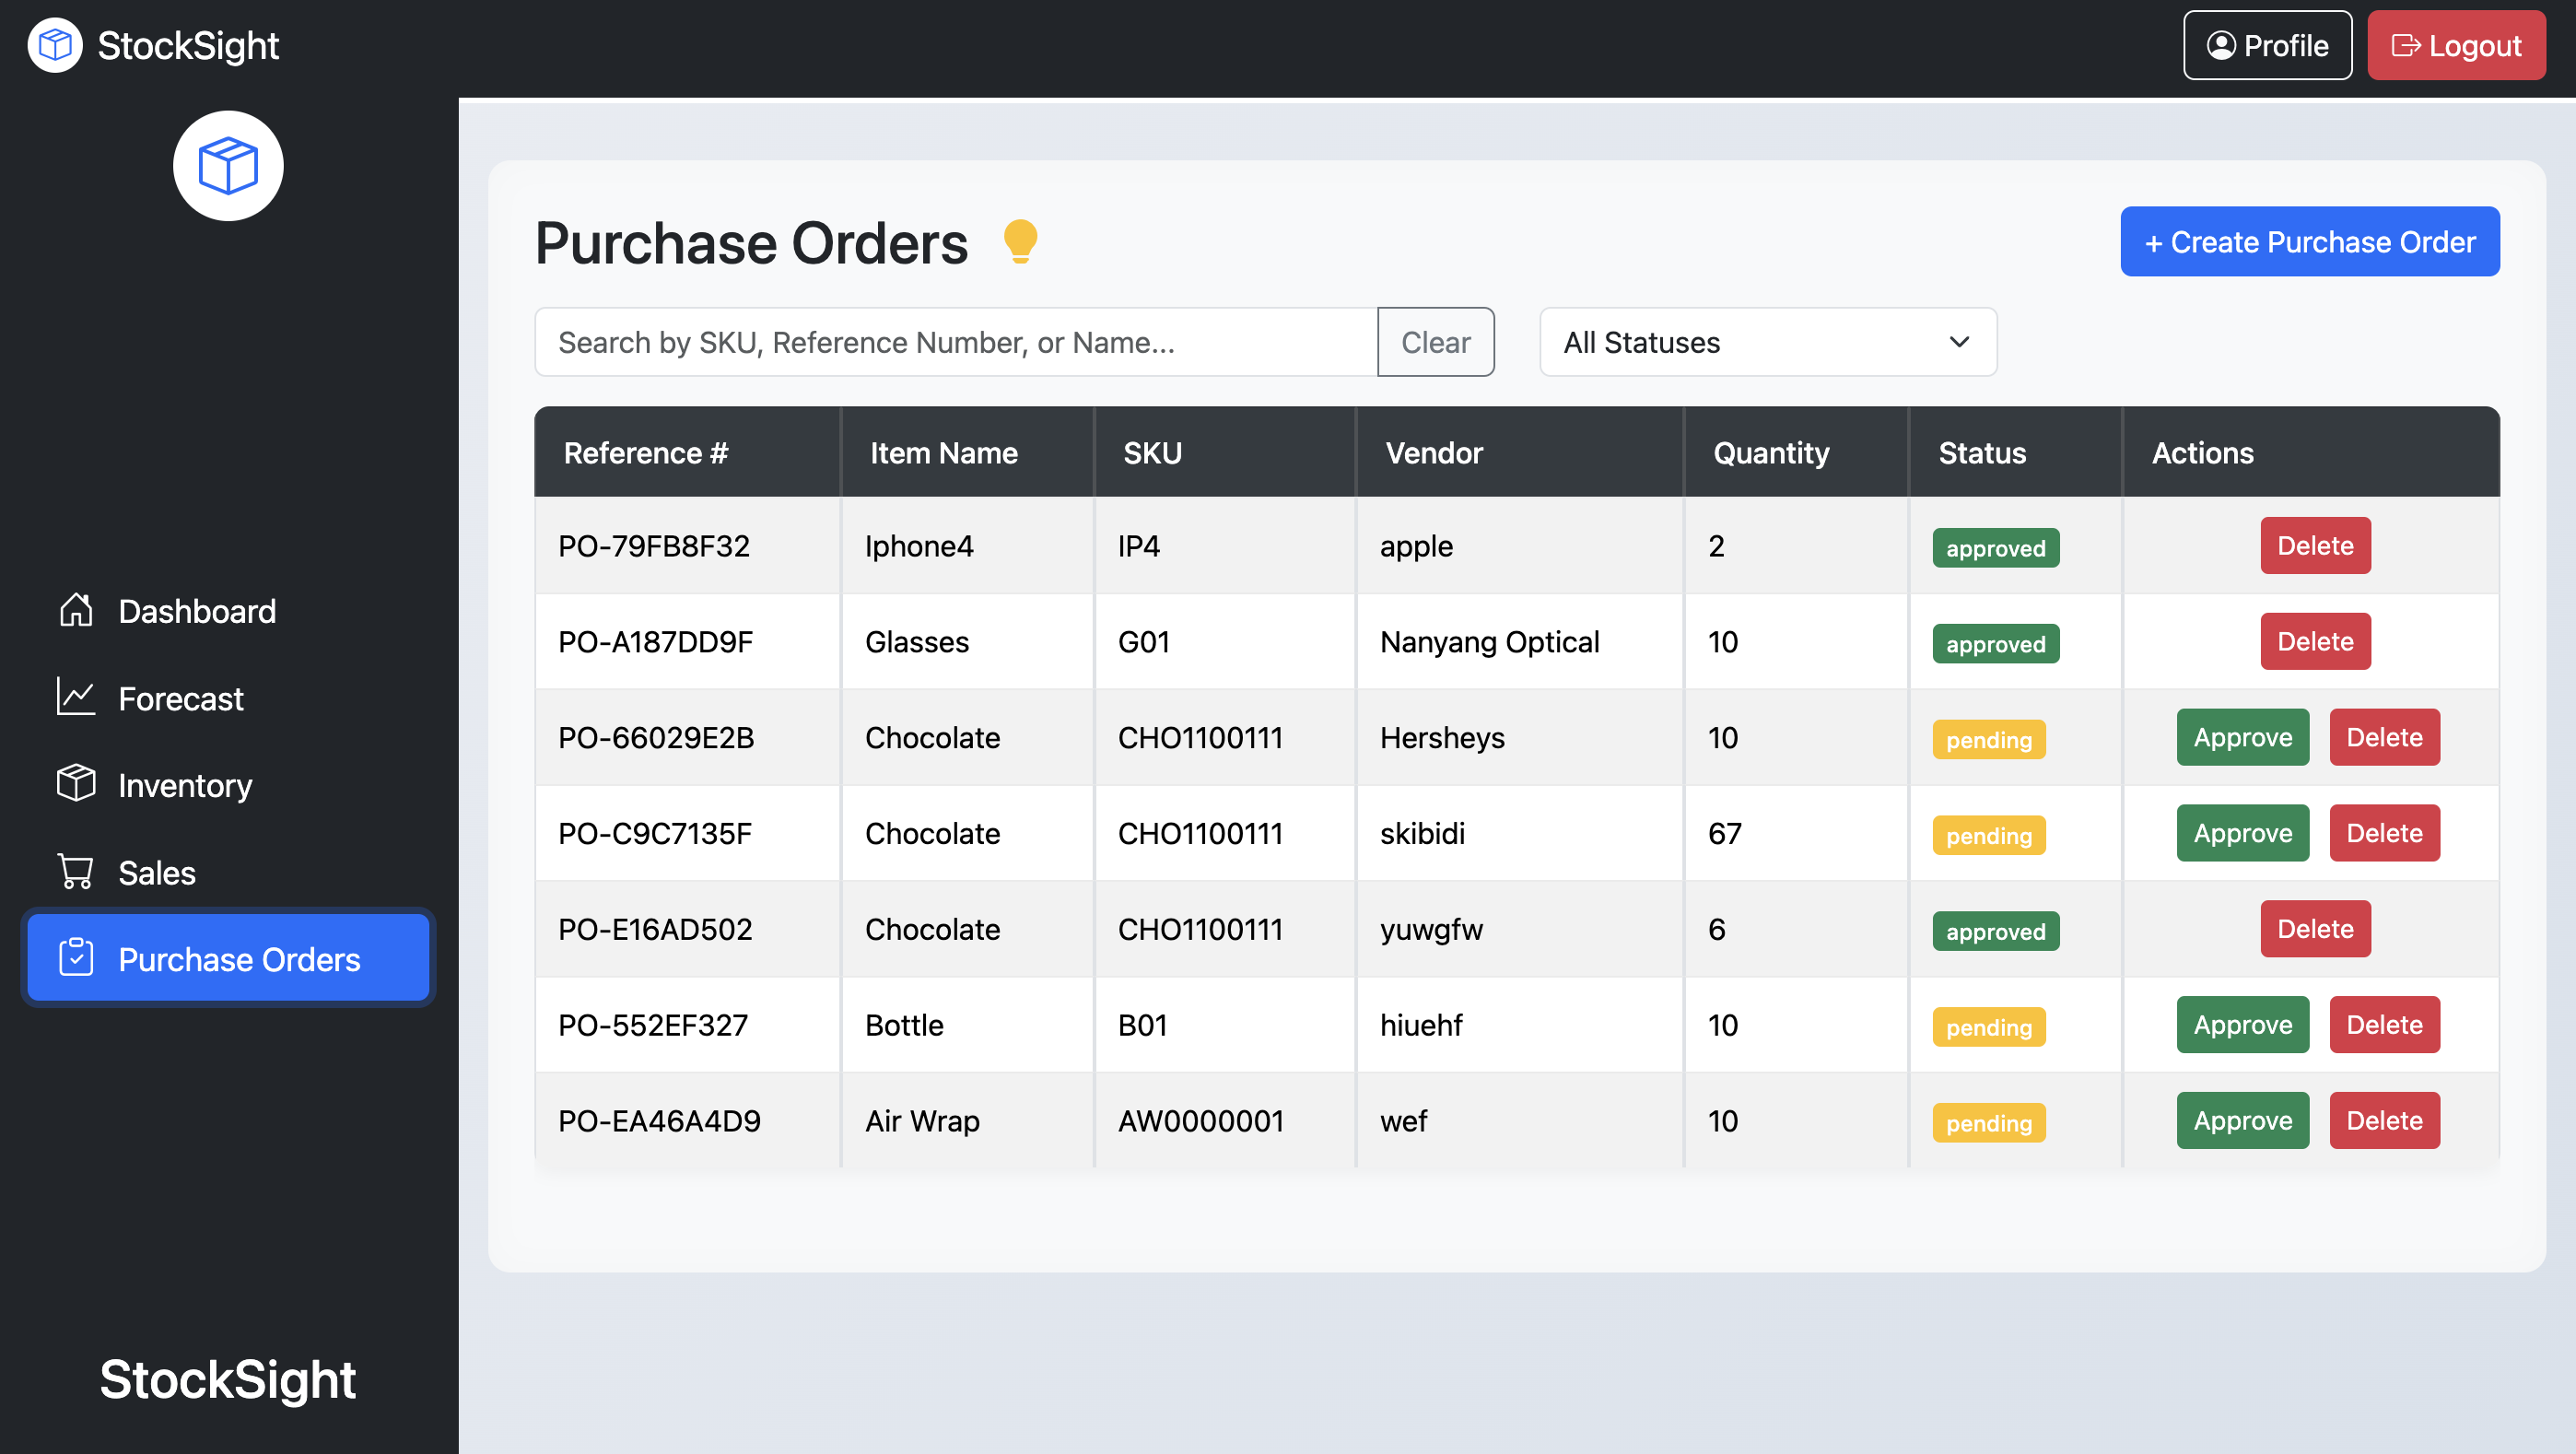 StockSight
Profile
Logout
Purchase Orders
+ Create Purchase Order
Search by SKU, Reference Number, or Name...
Clear
All Statuses
Reference # Item Name SKU Vendor Quantity Status Actions
PO-79FB8F32 Iphone4 IP4 apple 2 approved Delete
PO-A187DD9F Glasses G01 Nanyang Optical 10 approved Delete
PO-66029E2B Chocolate CHO1100111 Hersheys 10 pending Approve Delete
PO-C9C7135F Chocolate CHO1100111 skibidi 67 pending Approve Delete
PO-E16AD502 Chocolate CHO1100111 yuwgfw 6 approved Delete
PO-552EF327 Bottle B01 hiuehf 10 pending Approve Delete
PO-EA46A4D9 Air Wrap AW0000001 wef 10 pending Approve Delete
Dashboard
Forecast
Inventory
Sales
Purchase Orders
StockSight